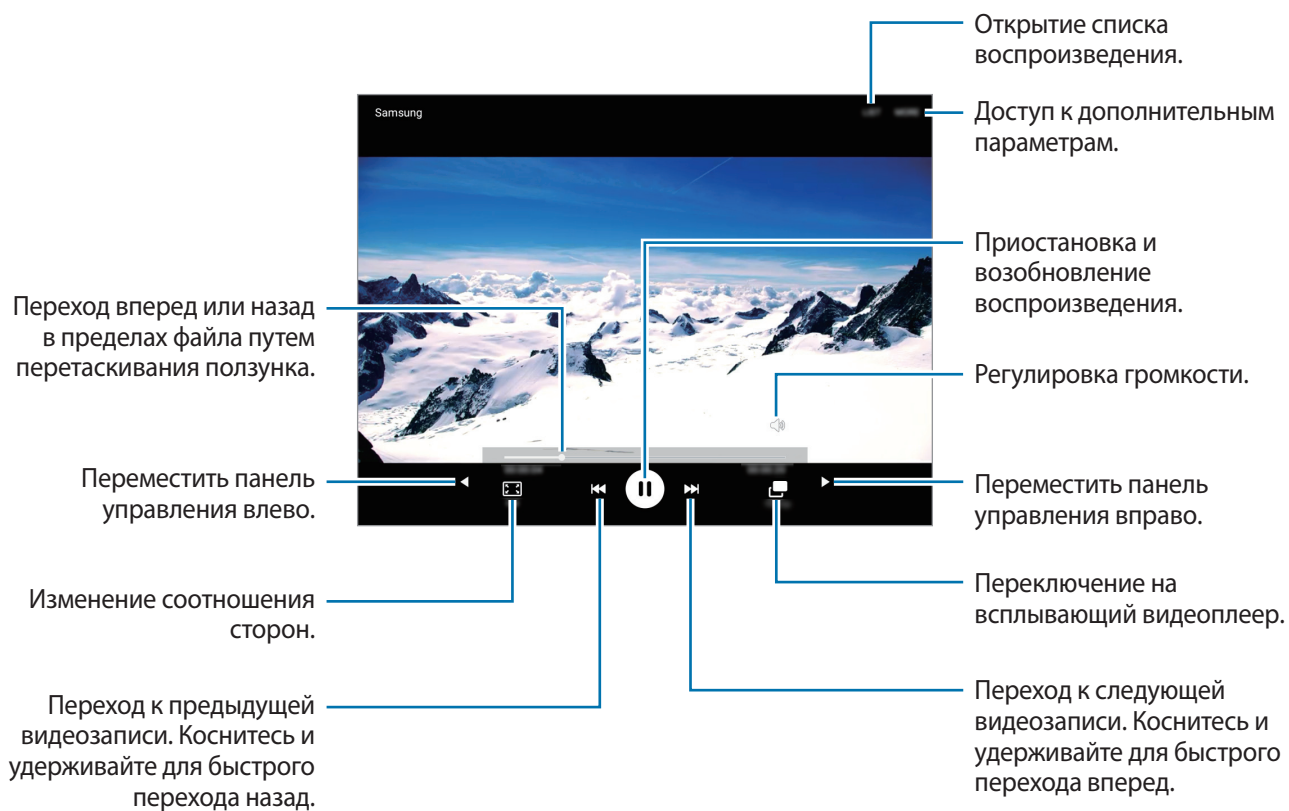 Открытие списка
воспроизведения.
Samsung
Доступ к дополнительным
параметрам.
Приостановка и
возобновление
воспроизведения.
Переход вперед или назад
в пределах файла путем
перетаскивания ползунка.
Регулировка громкости.
Переместить панель
управления влево.
Переместить панель
управления вправо.
Изменение соотношения
сторон.
Переключение на
всплывающий видеоплеер.
Переход к предыдущей
видеозаписи. Коснитесь и
удерживайте для быстрого
перехода назад.
Переход к следующей
видеозаписи. Коснитесь и
удерживайте для быстрого
перехода вперед.